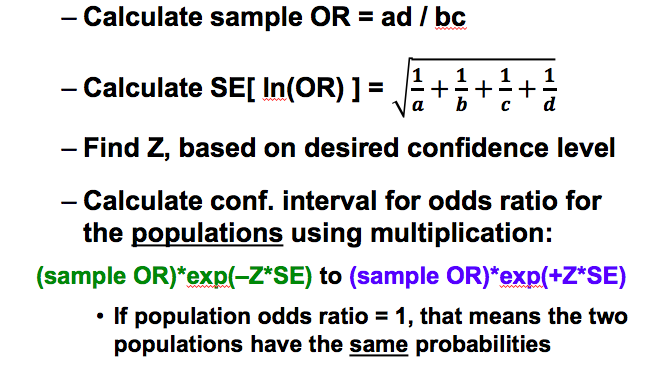 – Calculate sample OR = ad / bc
– Calculate SE[ ln(OR) ] = √(1/a + 1/b + 1/c + 1/d)
– Find Z, based on desired confidence level
– Calculate conf. interval for odds ratio for
the populations using multiplication:
(sample OR)*exp(–Z*SE) to (sample OR)*exp(+Z*SE)
• If population odds ratio = 1, that means the two
populations have the same probabilities